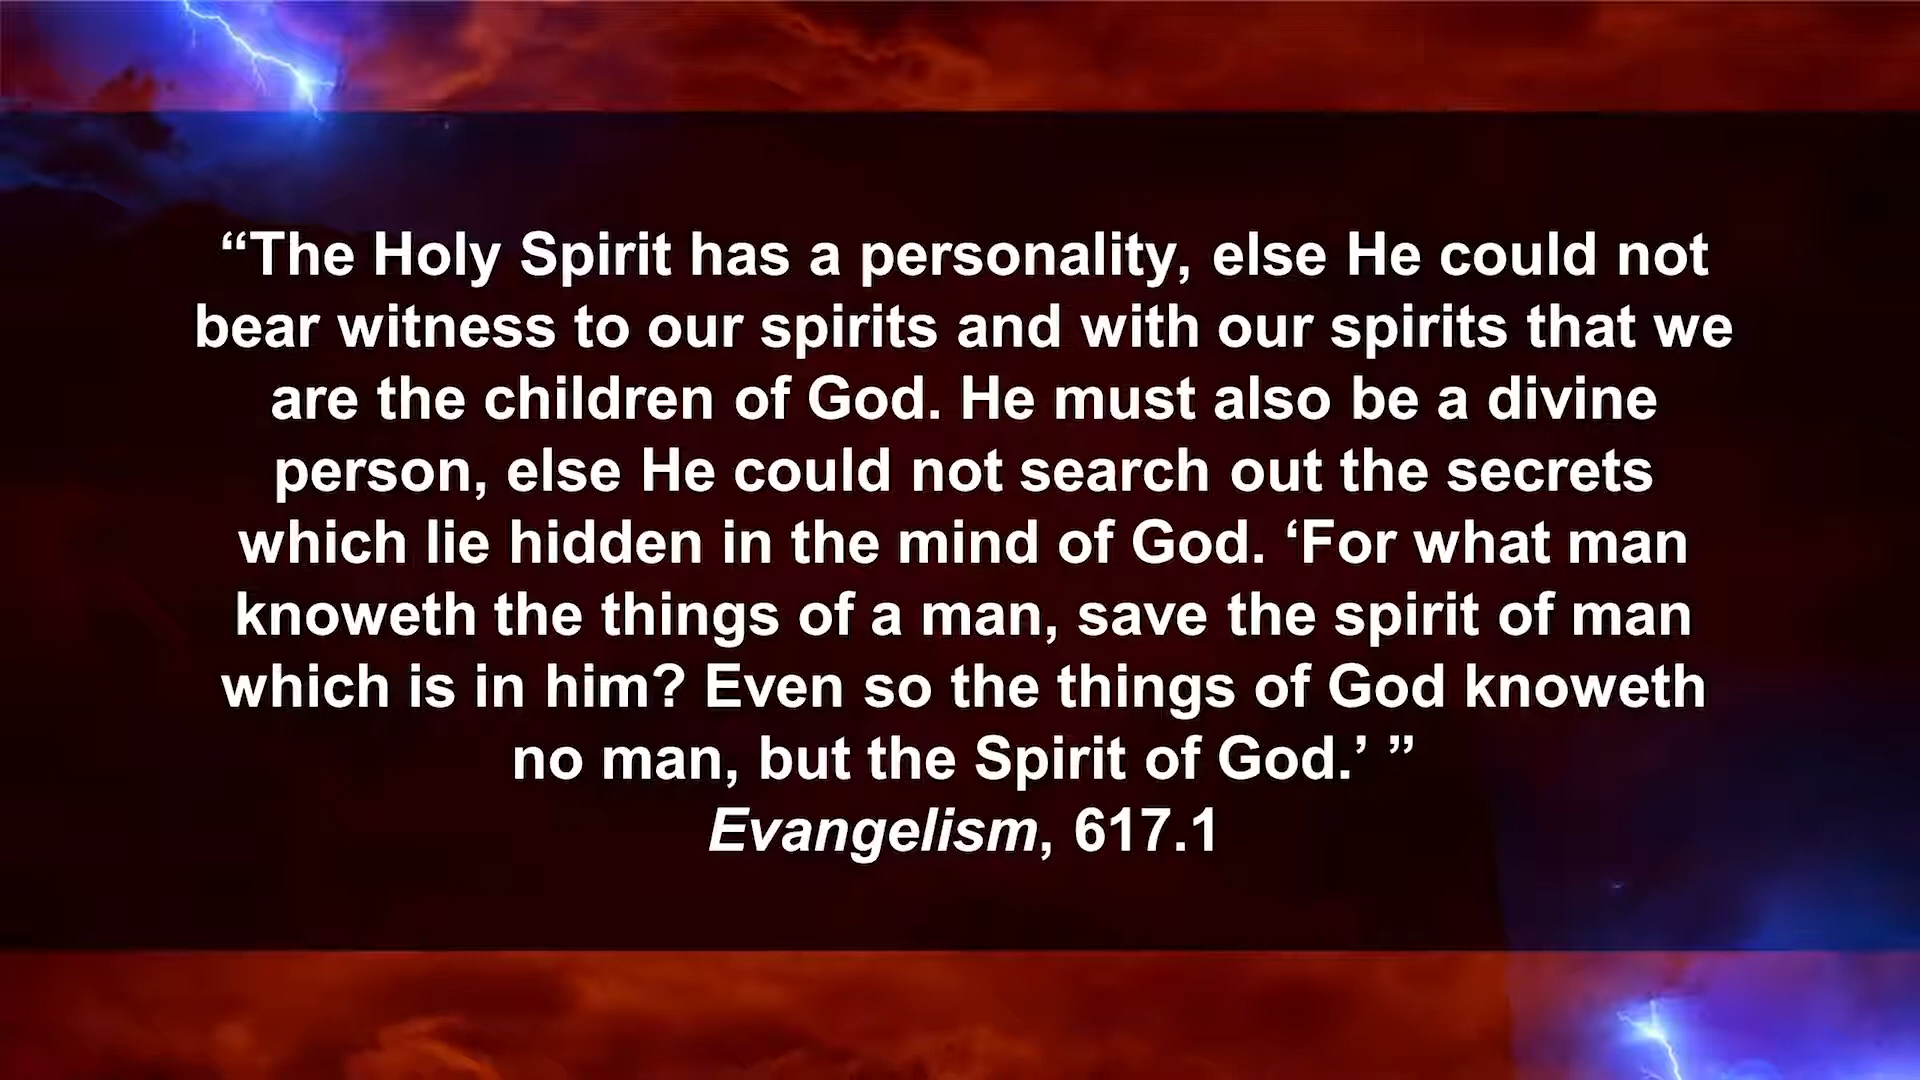 “The Holy Spirit has a personality, else He could not
bear witness to our spirits and with our spirits that we
are the children of God. He must also be a divine
person, else He could not search out the secrets
which lie hidden in the mind of God. ‘For what man
knoweth the things of a man, save the spirit of man
which is in him? Even so the things of God knoweth
no man, but the Spirit of God.’ ”
Evangelism, 617.1